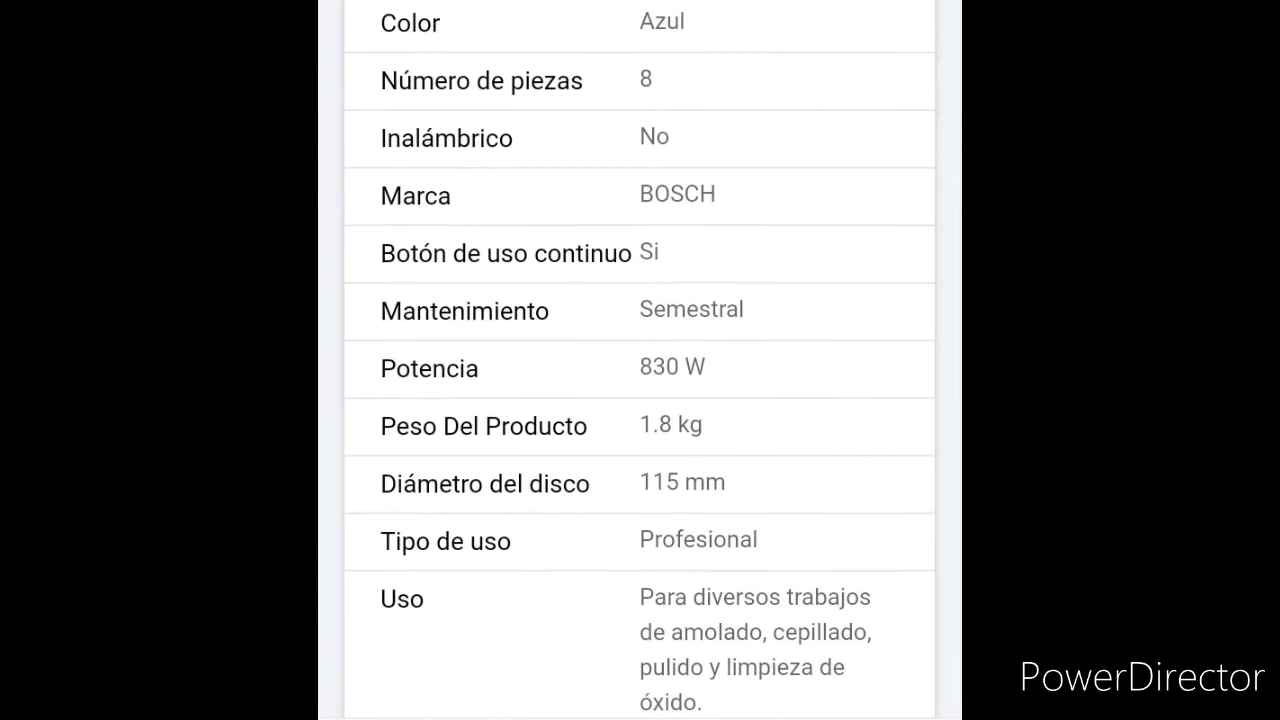 Color Azul
Número de piezas 8
Inalámbrico No
Marca BOSCH
Botón de uso continuo Si
Mantenimiento Semestral
Potencia 830 W
Peso Del Producto 1.8 kg
Diámetro del disco 115 mm
Tipo de uso Profesional
Uso Para diversos trabajos
de amolado, cepillado,
pulido y limpieza de
óxido.
PowerDirector